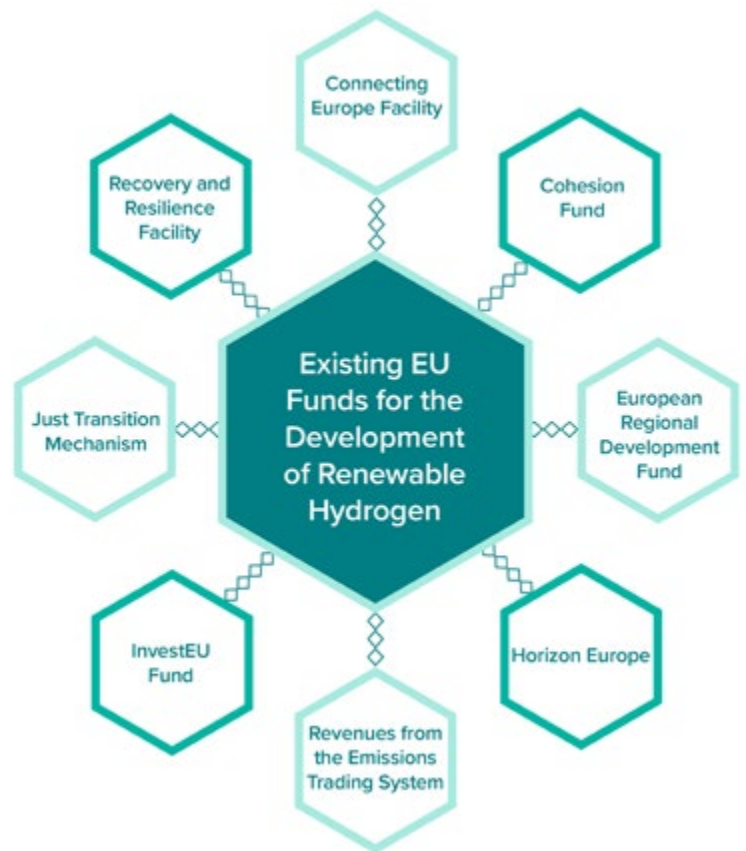 Connecting
Europe Facility
Recovery and
Resilience
Facility
Cohesion
Fund
Existing EU
Funds for the
Development
of Renewable
Hydrogen
Just Transition
Mechanism
European
Regional
Development
Fund
InvestEU
Fund
Horizon Europe
Revenues from
the Emissions
Trading System